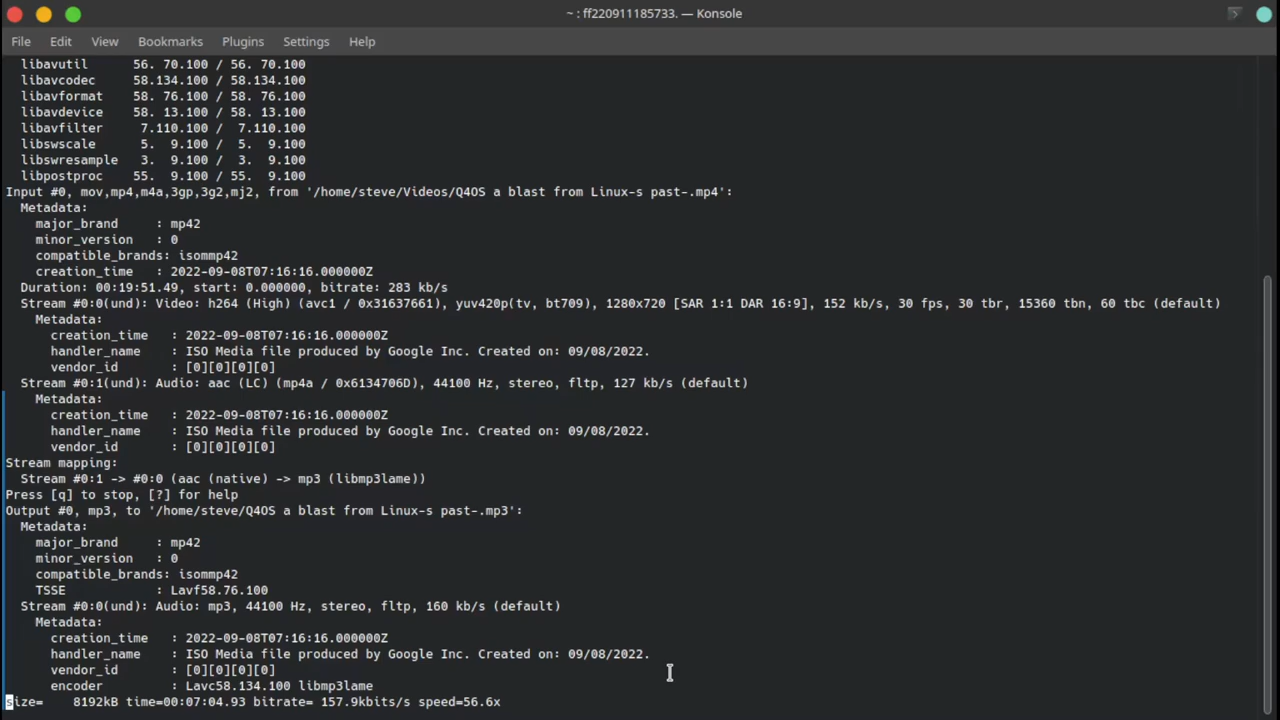 ~ : ff220911185733. — Konsole
File Edit View Bookmarks Plugins Settings Help
libavutil 56. 70.100 / 56. 70.100
libavcodec 58.134.100 / 58.134.100
libavformat 58. 76.100 / 58. 76.100
libavdevice 58. 13.100 / 58. 13.100
libavfilter 7.110.100 / 7.110.100
libswscale 5. 9.100 / 5. 9.100
libswresample 3. 9.100 / 3. 9.100
libpostproc 55. 9.100 / 55. 9.100
Input #0, mov,mp4,m4a,3gp,3g2,mj2, from '/home/steve/Videos/Q4OS a blast from Linux-s past-.mp4':
Metadata:
major_brand : mp42
minor_version : 0
compatible_brands: isommp42
creation_time : 2022-09-08T07:16:16.000000Z
Duration: 00:19:51.49, start: 0.000000, bitrate: 283 kb/s
Stream #0:0(und): Video: h264 (High) (avc1 / 0x31637661), yuv420p(tv, bt709), 1280x720 [SAR 1:1 DAR 16:9], 152 kb/s, 30 fps, 30 tbr, 15360 tbn, 60 tbc (default)
Metadata:
creation_time : 2022-09-08T07:16:16.000000Z
handler_name : ISO Media file produced by Google Inc. Created on: 09/08/2022.
vendor_id : [0][0][0][0]
Stream #0:1(und): Audio: aac (LC) (mp4a / 0x6134706D), 44100 Hz, stereo, fltp, 127 kb/s (default)
Metadata:
creation_time : 2022-09-08T07:16:16.000000Z
handler_name : ISO Media file produced by Google Inc. Created on: 09/08/2022.
vendor_id : [0][0][0][0]
Stream mapping:
Stream #0:1 -> #0:0 (aac (native) -> mp3 (libmp3lame))
Press [q] to stop, [?] for help
Output #0, mp3, to '/home/steve/Q4OS a blast from Linux-s past-.mp3':
Metadata:
major_brand : mp42
minor_version : 0
compatible_brands: isommp42
TSSE : Lavf58.76.100
Stream #0:0(und): Audio: mp3, 44100 Hz, stereo, fltp, 160 kb/s (default)
Metadata:
creation_time : 2022-09-08T07:16:16.000000Z
handler_name : ISO Media file produced by Google Inc. Created on: 09/08/2022.
vendor_id : [0][0][0][0]
encoder : Lavc58.134.100 libmp3lame
size= 8192kB time=00:07:04.93 bitrate= 157.9kbits/s speed=56.6x